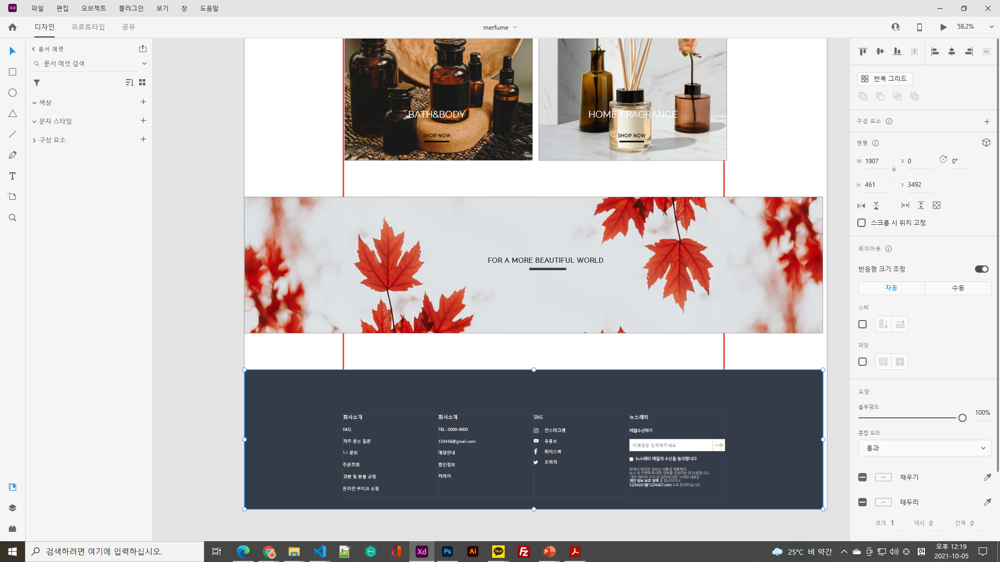 Xd 파일 편집 오브젝트 플러그인 보기 창 도움말
디자인 프로토타입 공유 merfume 58.2%
문서 에셋
문서 에셋 검색
색상
문자 스타일
구성 요소
BATH&BODY
SHOP NOW
HOME FRAGRANCE
SHOP NOW
FOR A MORE BEAUTIFUL WORLD
회사소개
FAQ
자주 묻는 질문
1:1 문의
주문조회
교환 및 환불 규정
온라인 부티크 쇼핑
회사소개
TEL : 0000-0000
123456@gmail.com
매장안내
법인정보
커리어
SNS
인스타그램
유튜브
페이스북
트위터
뉴스레터
메일수신하기
이메일을 입력해주세요.
뉴스레터 메일의 수신을 동의합니다
위에서 제공한 정보는 머퓸의 제품제안,
뉴스 및 이벤트에 대한 정보를 전송하는 데 사용됩니다.
개인 데이터 처리 및 권한에 대한 자세한 내용은
개인 정보 보호 정책 을 참조하거나
1234567@1234567.com 으로 문의하십시오.
반복 그리드
구성 요소
변형
W 1907 X 0 0°
H 461 Y 3492
스크롤 시 위치 고정
레이아웃
반응형 크기 조정
자동 수동
스택
패딩
모양
불투명도
100%
혼합 모드
통과
채우기
테두리
크기 1 대시 0 간격 0
검색하려면 여기에 입력하십시오.
Xd Ps Ai TALK Fz P
25°C 비 약간
한
오후 12:19
2021-10-05